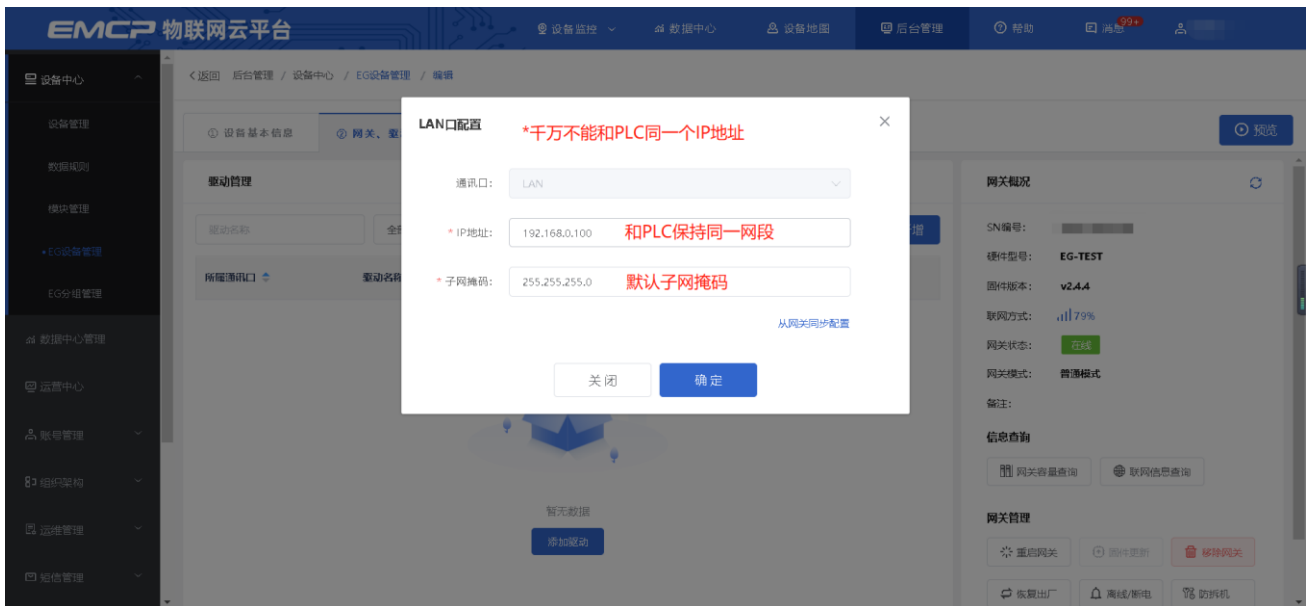 EMCP 物联网云平台
设备监控
数据中心
设备地图
后台管理
帮助
消息
99+
设备中心
设备管理
数据规则
模块管理
EG设备管理
EG分组管理
数据中心管理
运营中心
账号管理
组织架构
运维管理
短信管理
返回 后台管理 / 设备中心 / EG设备管理 / 编辑
① 设备基本信息
② 网关、驱
预览
驱动管理
驱动名称
增
所属通讯口
驱动名称
暂无数据
添加驱动
LAN口配置
*千万不能和PLC同一个IP地址
通讯口: LAN
* IP地址: 192.168.0.100 和PLC保持同一网段
* 子网掩码: 255.255.255.0 默认子网掩码
从网关同步配置
关闭
确定
网关概况
SN编号:
硬件型号: EG-TEST
固件版本: v2.4.4
联网方式: 79%
网关状态: 在线
网关模式: 普通模式
备注:
信息查询
网关容量查询
联网信息查询
网关管理
重启网关
固件更新
移除网关
恢复出厂
离线/断电
防拆机